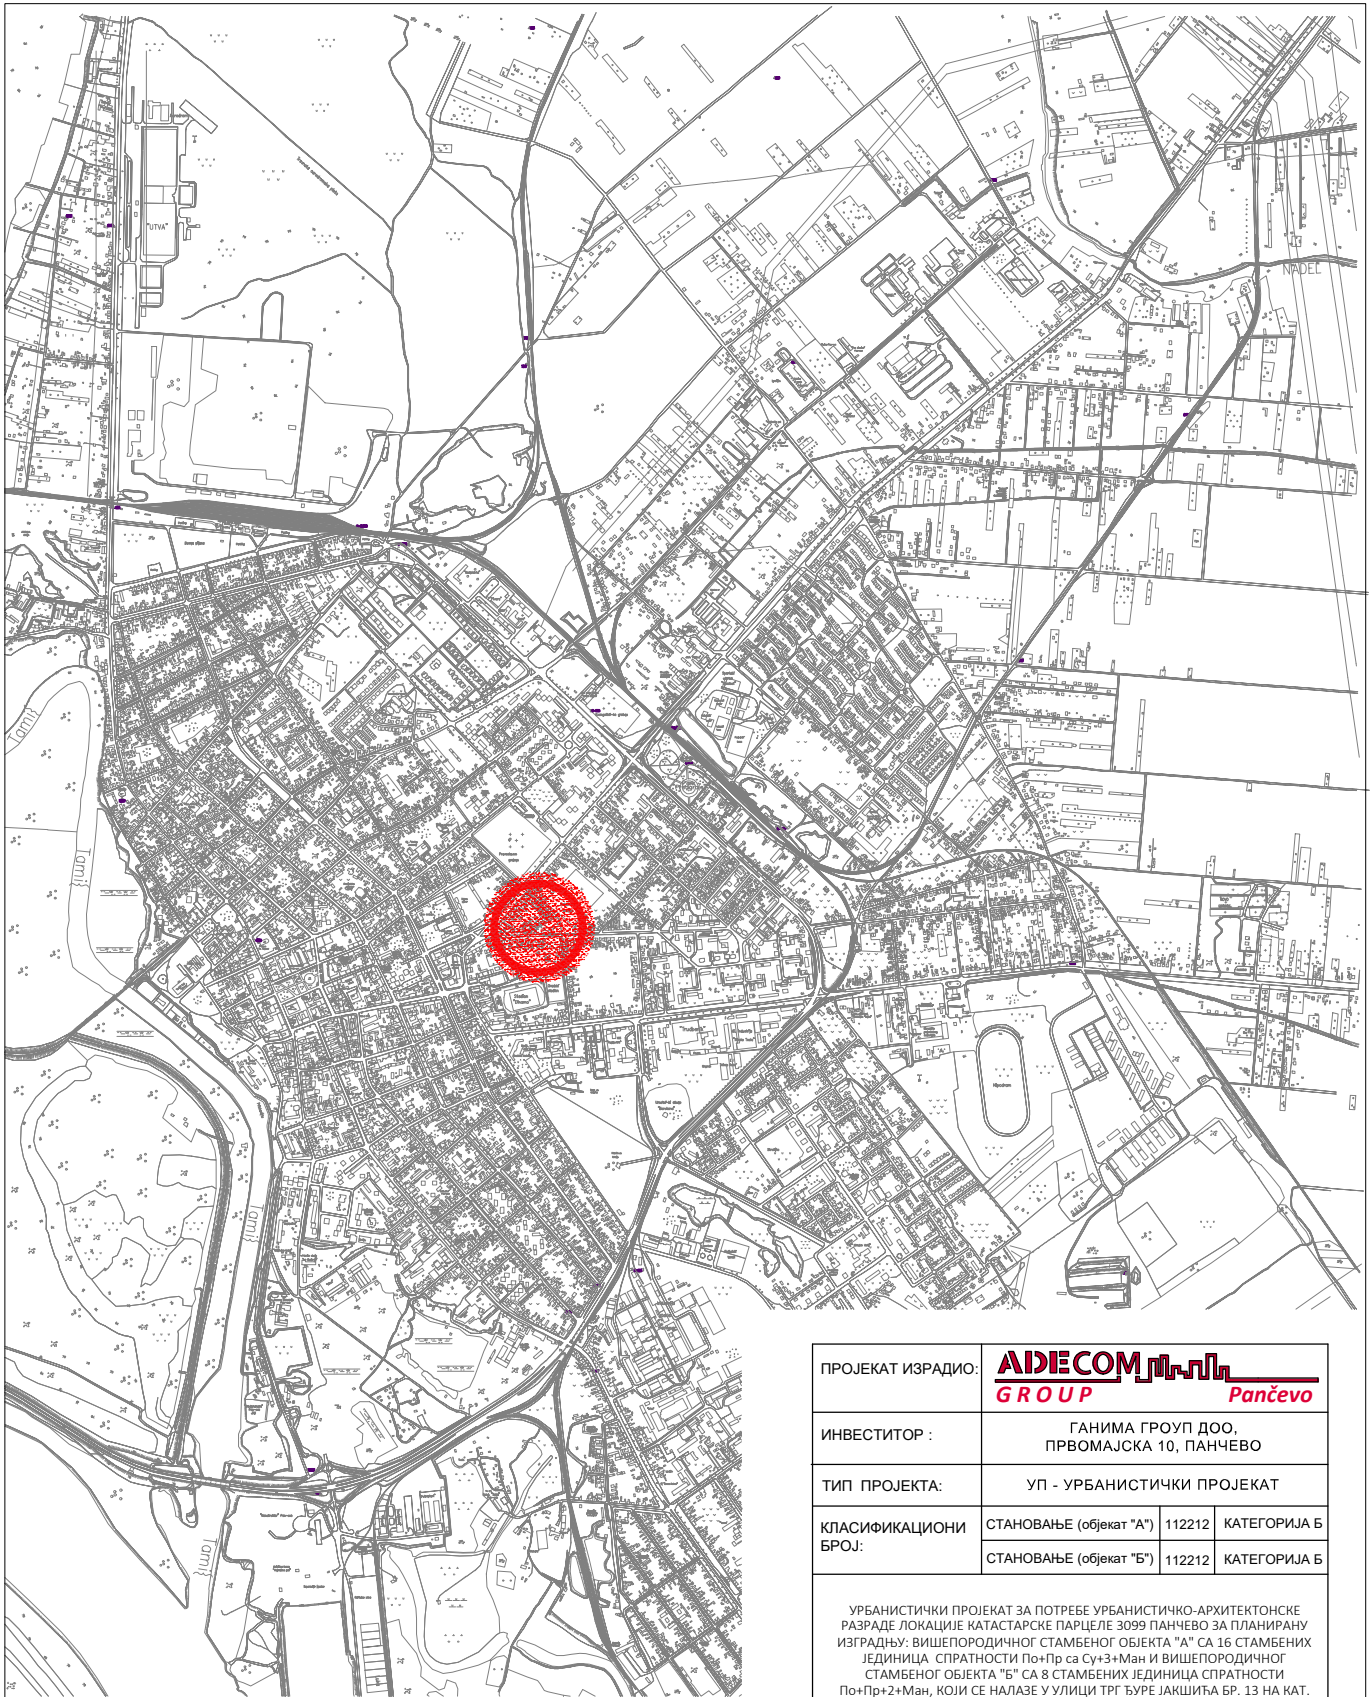 "UTVA"
NADEL
Tamiš
Tamiš
Stadion
"Dinamo"
Hipodrom
Tamiš
Tamiš
ПРОЈЕКАТ ИЗРАДИО:
ADECOM
GROUP
Pančevo
ИНВЕСТИТОР :
ГАНИМА ГРОУП ДОО,
ПРВОМАЈСКА 10, ПАНЧЕВО
ТИП ПРОЈЕКТА:
УП - УРБАНИСТИЧКИ ПРОЈЕКАТ
КЛАСИФИКАЦИОНИ
БРОЈ:
СТАНОВАЊЕ (објекат "А") 112212 КАТЕГОРИЈА Б
СТАНОВАЊЕ (објекат "Б") 112212 КАТЕГОРИЈА Б
УРБАНИСТИЧКИ ПРОЈЕКАТ ЗА ПОТРЕБЕ УРБАНИСТИЧКО-АРХИТЕКТОНСКЕ
РАЗРАДЕ ЛОКАЦИЈЕ КАТАСТАРСКЕ ПАРЦЕЛЕ 3099 ПАНЧЕВО ЗА ПЛАНИРАНУ
ИЗГРАДЊУ: ВИШЕПОРОДИЧНОГ СТАМБЕНОГ ОБЈЕКТА "А" СА 16 СТАМБЕНИХ
ЈЕДИНИЦА СПРАТНОСТИ По+Пр са Су+3+Ман И ВИШЕПОРОДИЧНОГ
СТАМБЕНОГ ОБЈЕКТА "Б" СА 8 СТАМБЕНИХ ЈЕДИНИЦА СПРАТНОСТИ
По+Пр+2+Ман, КОЈИ СЕ НАЛАЗЕ У УЛИЦИ ТРГ ЂУРЕ ЈАКШИЋА БР. 13 НА КАТ.